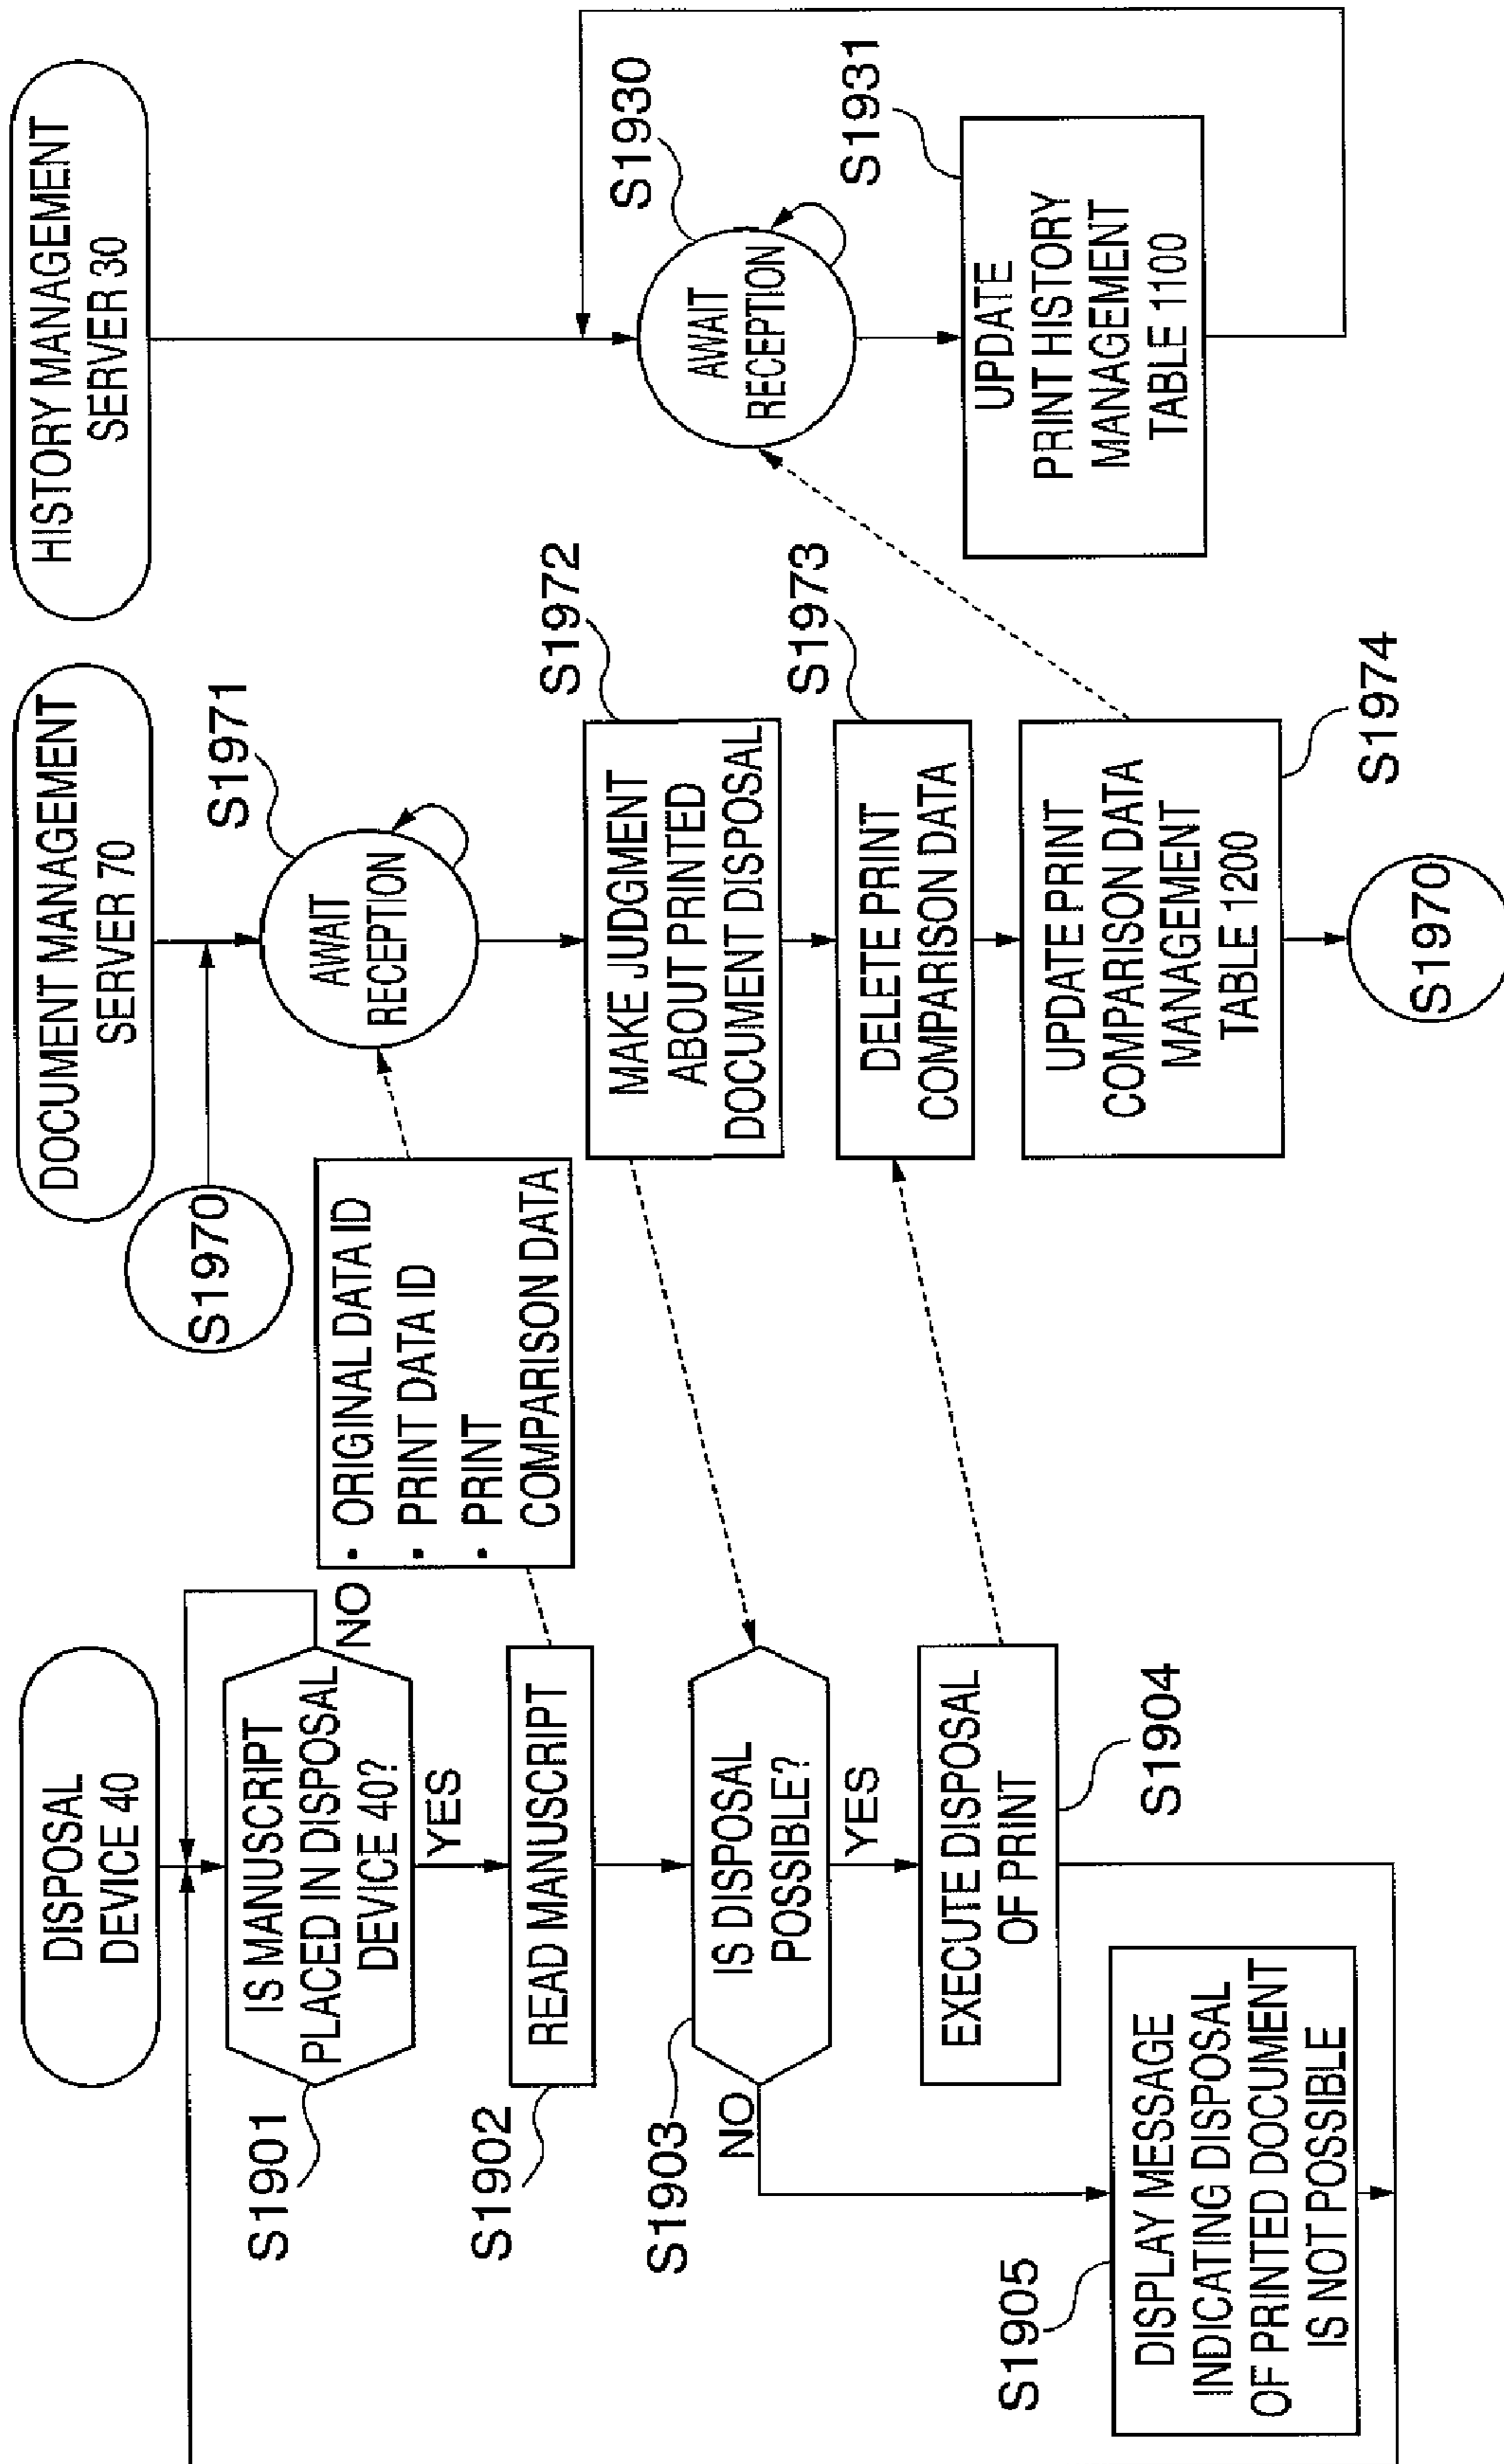 DISPOSAL
DEVICE 40
S1901
IS MANUSCRIPT
PLACED IN DISPOSAL
DEVICE 40?
NO
YES
S1902
READ MANUSCRIPT
S1903
IS DISPOSAL
POSSIBLE?
NO
YES
EXECUTE DISPOSAL
OF PRINT
S1904
S1905
DISPLAY MESSAGE
INDICATING DISPOSAL
OF PRINTED DOCUMENT
IS NOT POSSIBLE
• ORIGINAL DATA ID
• PRINT DATA ID
• PRINT
COMPARISON DATA
DOCUMENT MANAGEMENT
SERVER 70
S1970
S1971
AWAIT
RECEPTION
S1972
MAKE JUDGMENT
ABOUT PRINTED
DOCUMENT DISPOSAL
S1973
DELETE PRINT
COMPARISON DATA
UPDATE PRINT
COMPARISON DATA
MANAGEMENT
TABLE 1200
S1974
S1970
HISTORY MANAGEMENT
SERVER 30
S1930
AWAIT
RECEPTION
S1931
UPDATE
PRINT HISTORY
MANAGEMENT
TABLE 1100